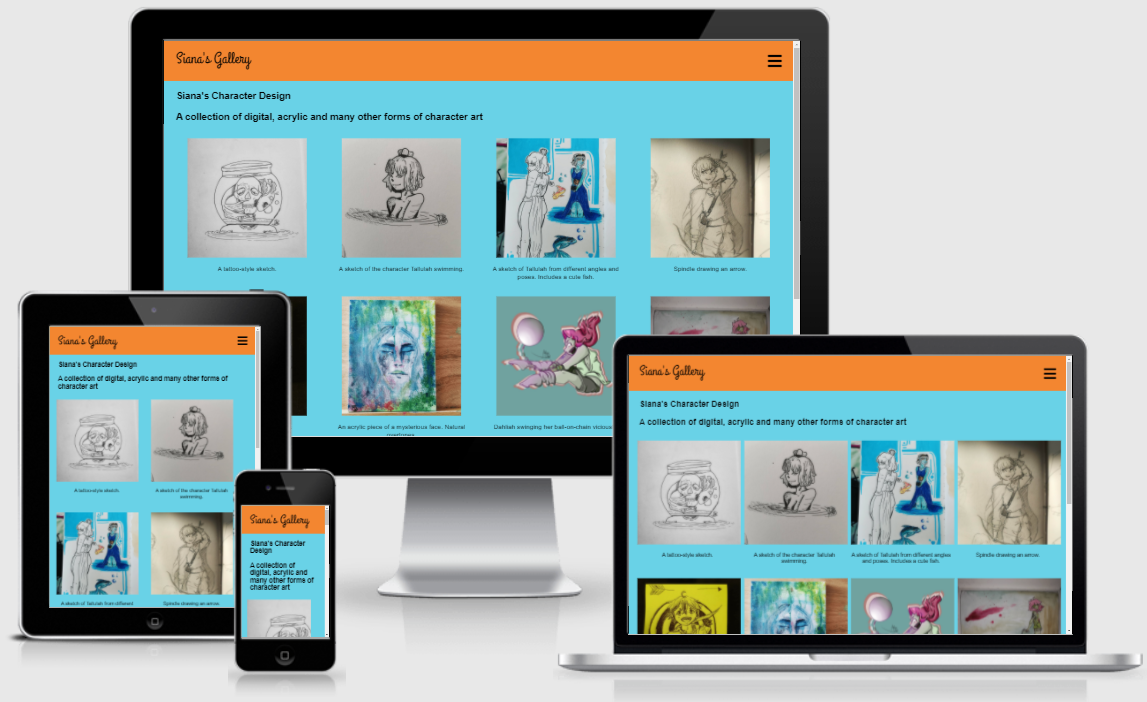 Siana's Gallery
Siana's Character Design
A collection of digital, acrylic and many other forms of character art
A tattoo-style sketch.
A sketch of the character Tallulah swimming.
A sketch of Tallulah from different angles and
poses. Includes a cute fish.
Spindle drawing an arrow.
An acrylic piece of a mysterious face. Natural
overtones
Dahliah swinging her ball-on-chain vicious
Siana's Gallery
Siana's Character Design
A collection of digital, acrylic and many other forms of
character art
A tattoo-style sketch.
A sketch of the character Tallulah
swimming.
A sketch of Tallulah from different
Spindle drawing an arrow.
Siana's Gallery
Siana's Character
Design
A collection of
digital, acrylic and
many other forms of
character art
Siana's Gallery
Siana's Character Design
A collection of digital, acrylic and many other forms of character art
A tattoo-style sketch.
A sketch of the character Tallulah
swimming.
A sketch of Tallulah from different angles
and poses. Includes a cute fish.
Spindle drawing an arrow.